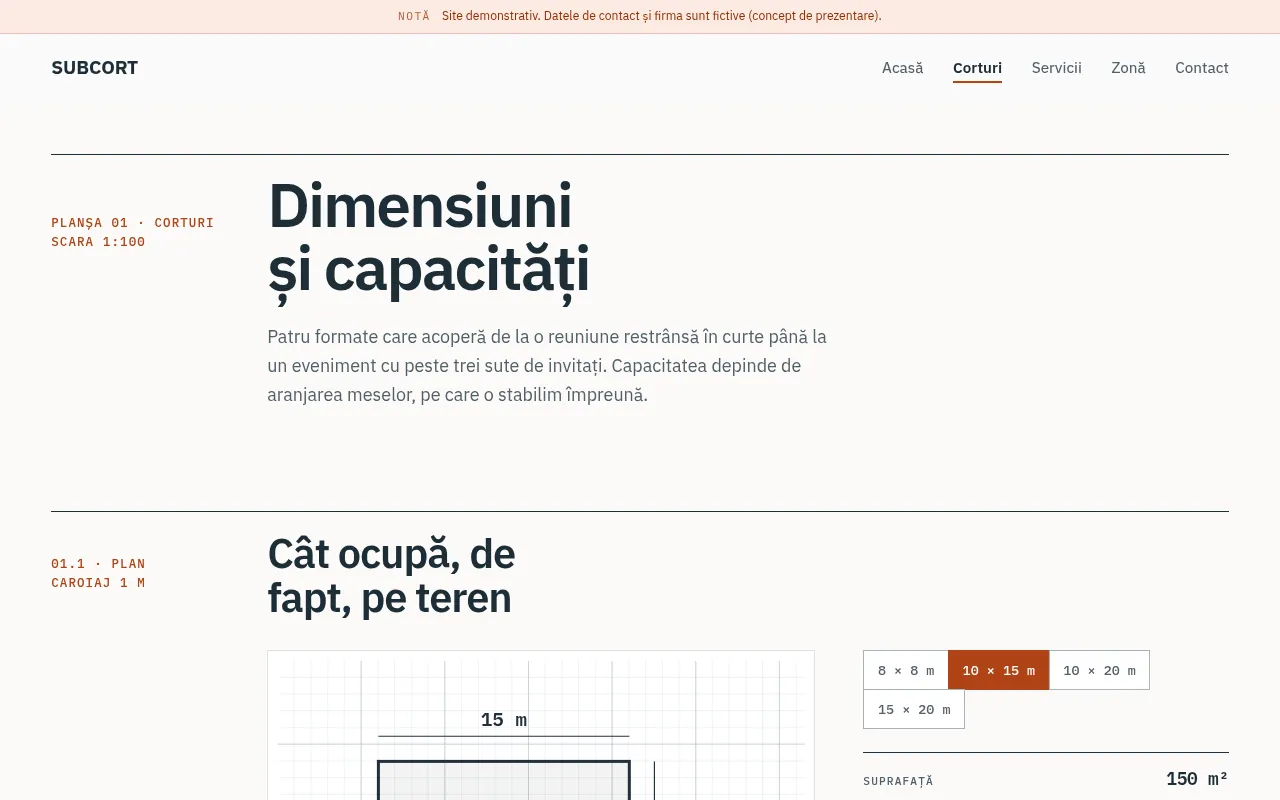 NOTĂ Site demonstrativ. Datele de contact și firma sunt fictive (concept de prezentare).
SUBCORT
Acasă
Corturi
Servicii
Zonă
Contact
PLANȘA 01 · CORTURI
SCARA 1:100
Dimensiuni
și capacități
Patru formate care acoperă de la o reuniune restrânsă în curte până la
un eveniment cu peste trei sute de invitați. Capacitatea depinde de
aranjarea meselor, pe care o stabilim împreună.
01.1 · PLAN
CAROIAJ 1 M
Cât ocupă, de
fapt, pe teren
15 m
8 × 8 m
10 × 15 m
10 × 20 m
15 × 20 m
SUPRAFAȚĂ
150 m²